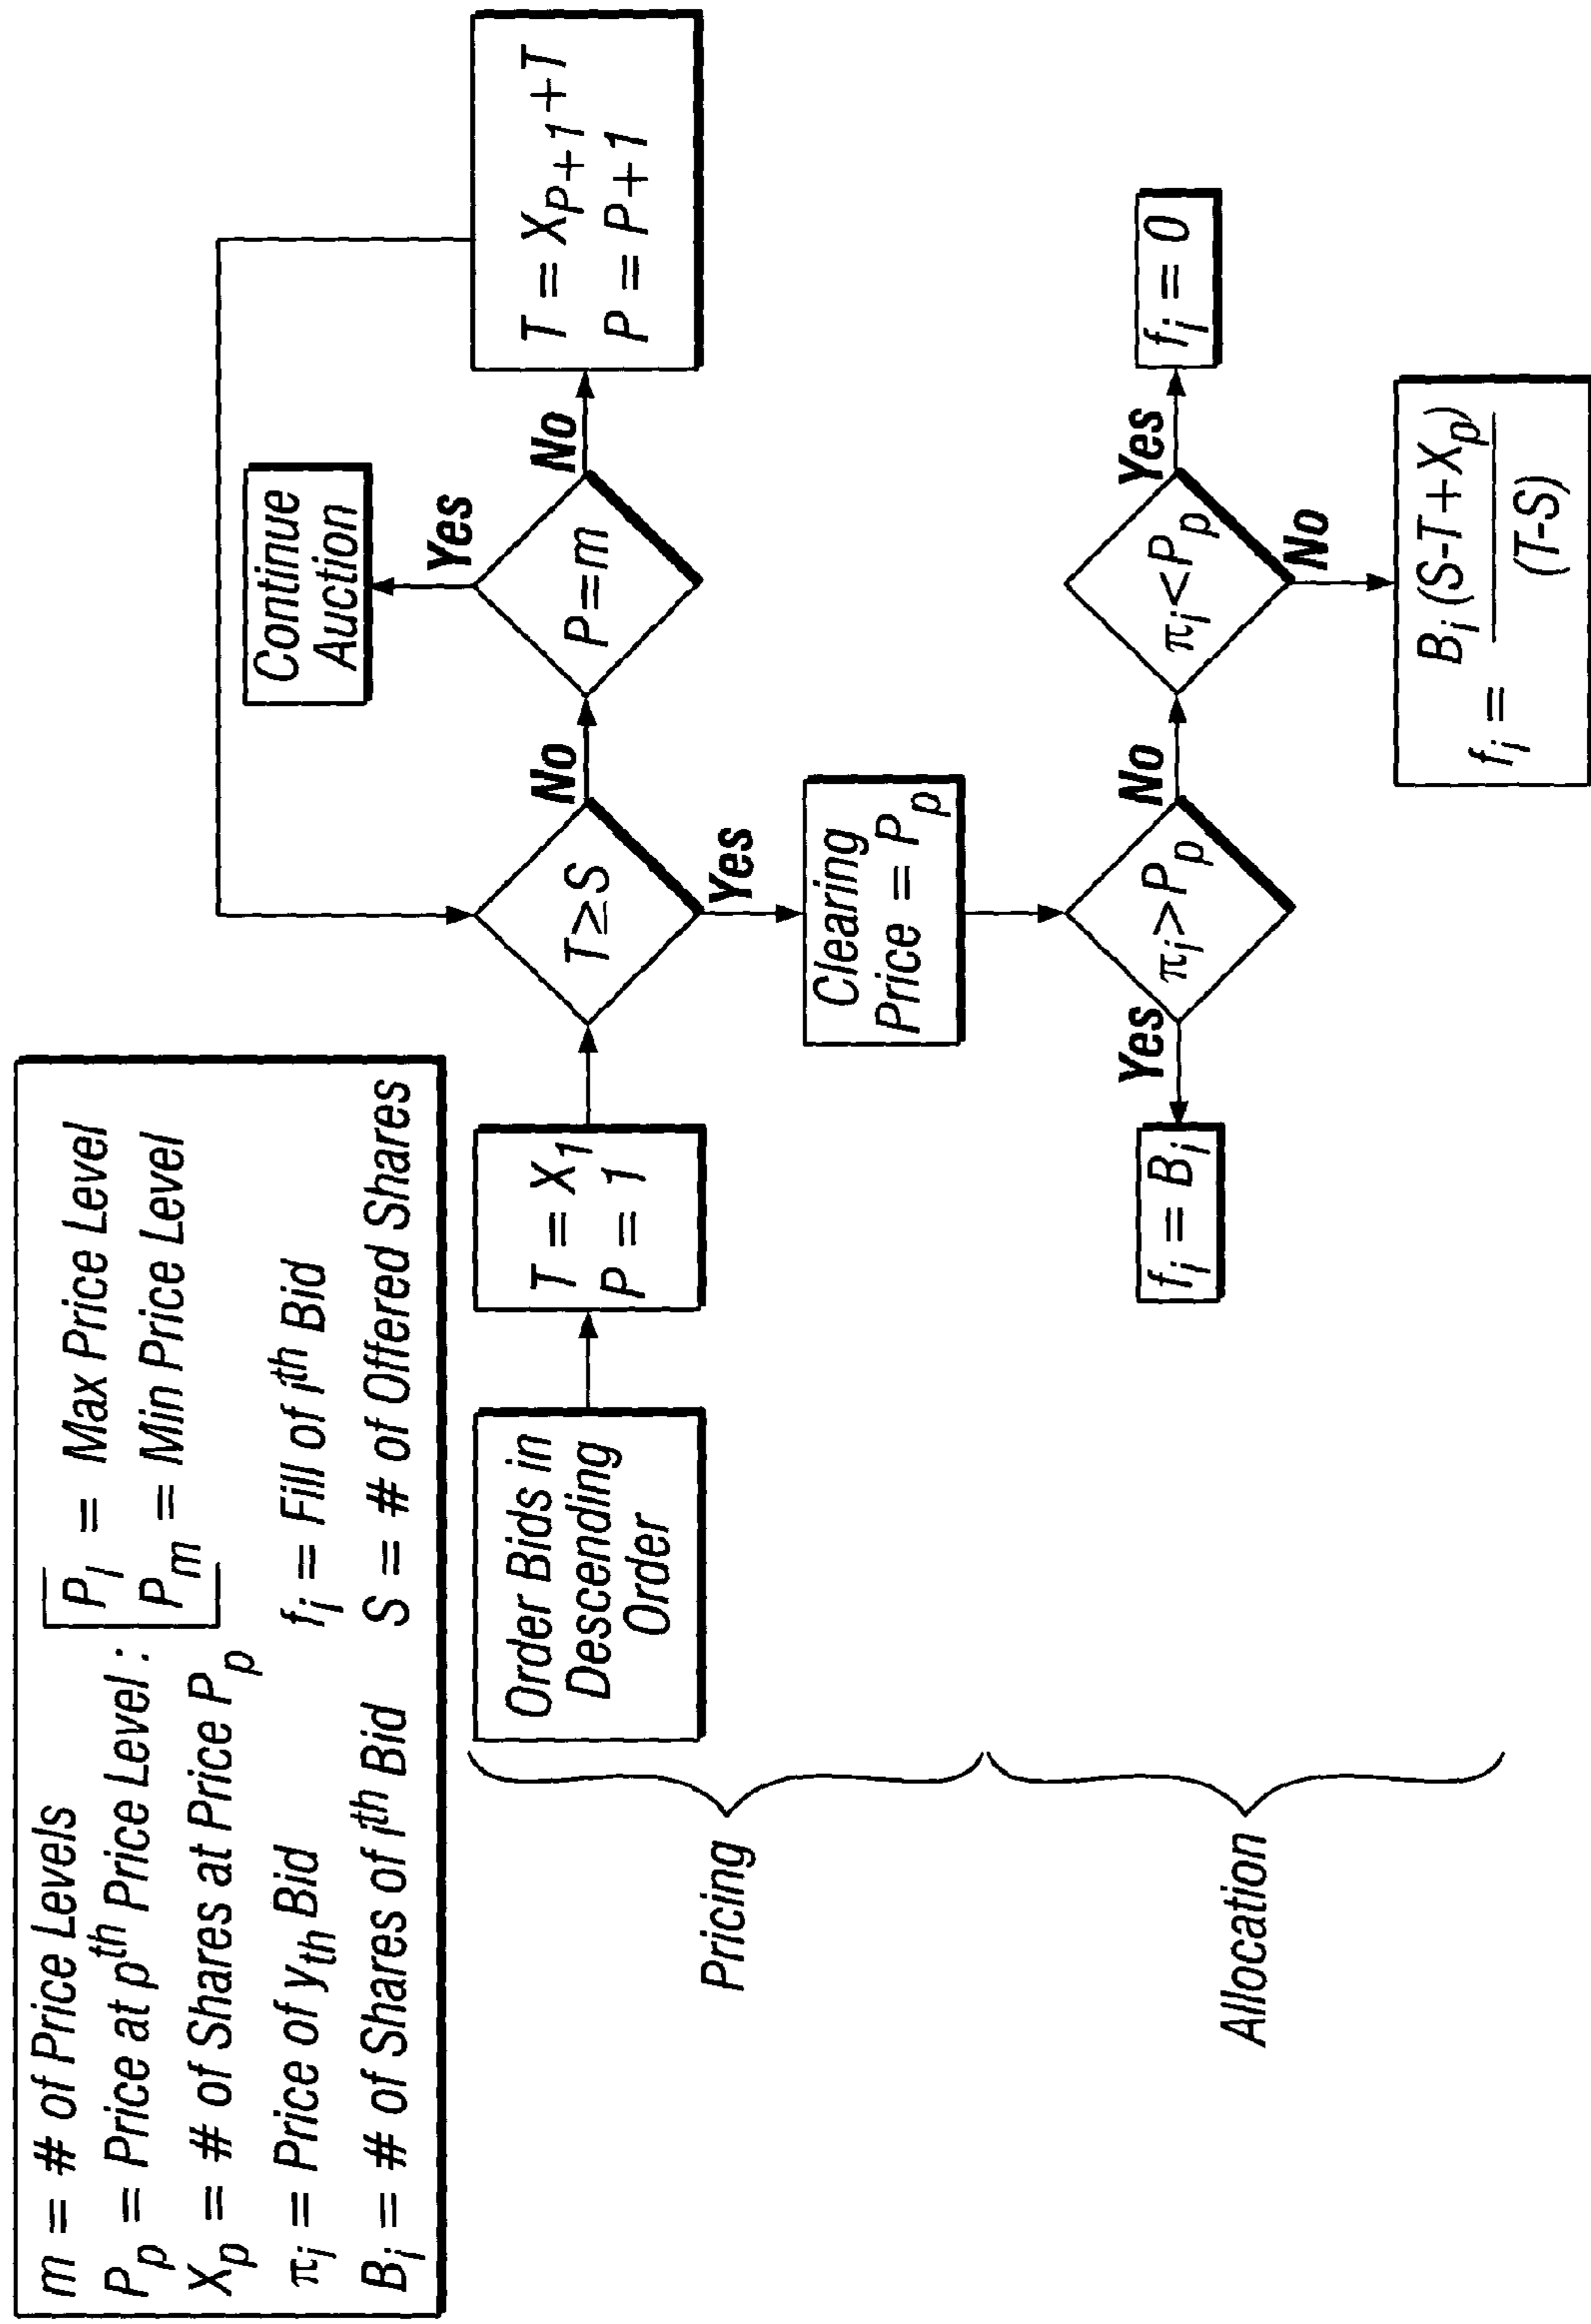 m = # of Price Levels
P_p = Price at p^th Price Level :
P_l = Max Price Level
P_m = Min Price Level
X_p = # of Shares at Price P_p
π_i = Price of y_th Bid
f_i = Fill of i^th Bid
B_i = # of Shares of i^th Bid
S = # of Offered Shares
Pricing
Order Bids in
Descending
Order
T = X_1
P = 1
T≥S
No
P=m
Yes
Continue
Auction
No
T = X_P+1+T
P = P+1
Yes
Clearing
Price = P_p
Allocation
π_i>P_p
Yes
f_i = B_i
No
π_i<P_p
Yes
f_i = 0
No
f_i = B_i (S-T+X_p)
(T-S)